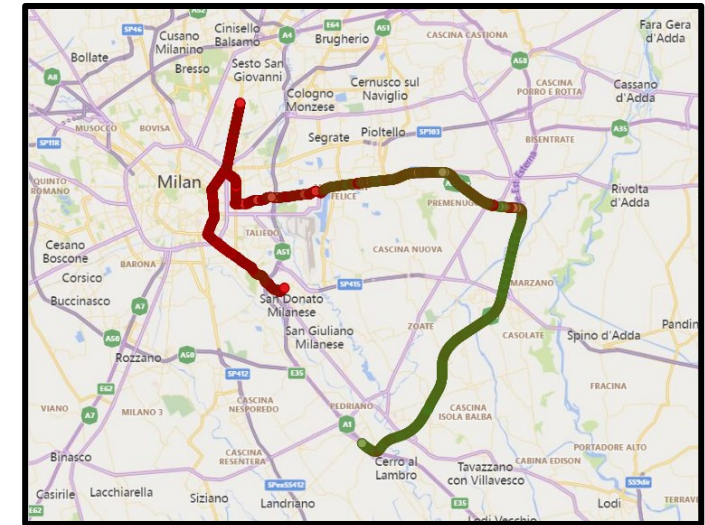 Fara Gera
d'Adda
SP46
Cinisello
Balsamo
E64
A51
Cusano
Milanino
A4
Brugherio
CASCINA CASTIONA
Bollate
Bresso
Sesto San
Giovanni
A58
A8
Cologno
Monzese
Cernusco sul
Naviglio
CASCINA
PORRO E ROTTA
Cassano
d'Adda
MUSOCCO
BOVISA
Segrate
Pioltello
SP103
A35
SP11R
BISENTRATE
QUINTO
ROMANO
Milan
FELICE
PREMENUG
Rivolta
d'Adda
Cesano
Boscone
TALIEDO
A51
CASCINA NUOVA
Corsico
BARONA
SP415
MARZANO
Buccinasco
A7
San Donato
Milanese
San Giuliano
Milanese
ZOATE
CASOLATE
Spino d'Adda
Pandin
A50
Rozzano
A50
E62
SP412
E35
FRACINA
VIANO
A7
MILANO 3
CASCINA
NESPOREDO
PEDRIANO
CASCINA
ISOLA BALBA
A1
Binasco
CASCINA
RESENTERA
PORTADORE ALTO
Cerro al
Lambro
Tavazzano
con Villavesco
CABINA EDISON
Casirile
Lacchiarella
Siziano
SPexSS412
Landriano
E35
SS9dir
Lodi
TERRAV
E62
Lodi Vecchio